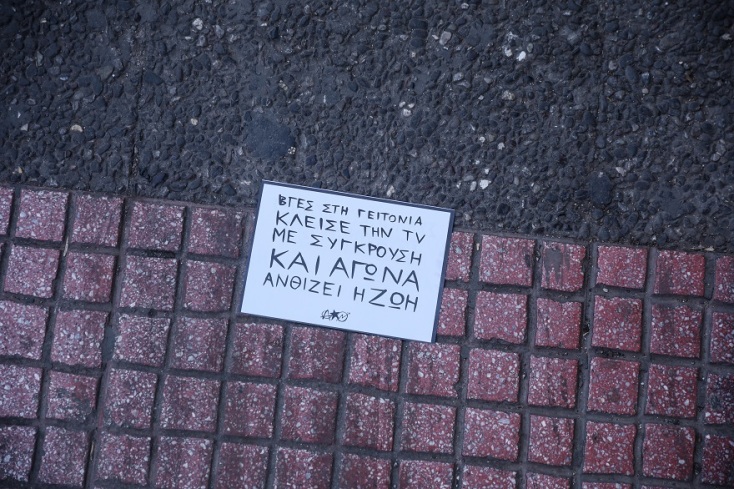 ΒΓΕΣ ΣΤΗ ΓΕΙΤΟΝΙΑ
ΚΛΕΙΣΕ ΤΗΝ TV
ΜΕ ΣΥΓΚΡΟΥΣΗ
ΚΑΙ ΑΓΩΝΑ
ΑΝΘΙΖΕΙ Η ΖΩΗ